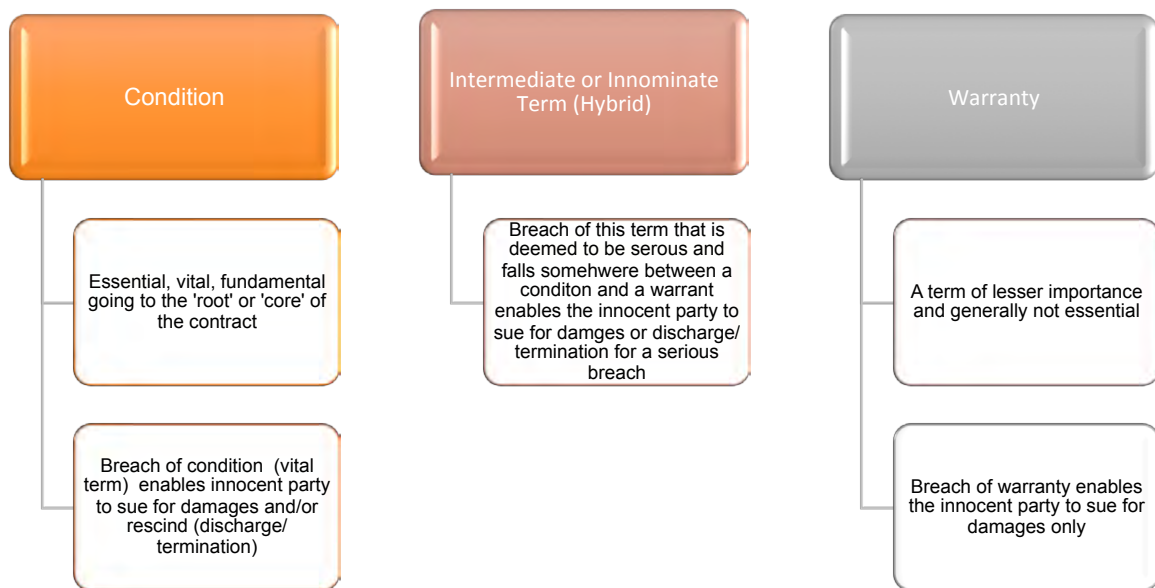 Condition
Essential, vital, fundamental
going to the 'root' or 'core' of
the contract
Breach of condition  (vital
term)  enables innocent party
to sue for damages and/or
rescind (discharge/
termination)
Intermediate or Innominate
Term (Hybrid)
Breach of this term that is
deemed to be serous and
falls somehwere between a
conditon and a warrant
enables the innocent party to
sue for damges or discharge/
termination for a serious
breach
Warranty
A term of lesser importance
and generally not essential
Breach of warranty enables
the innocent party to sue for
damages only